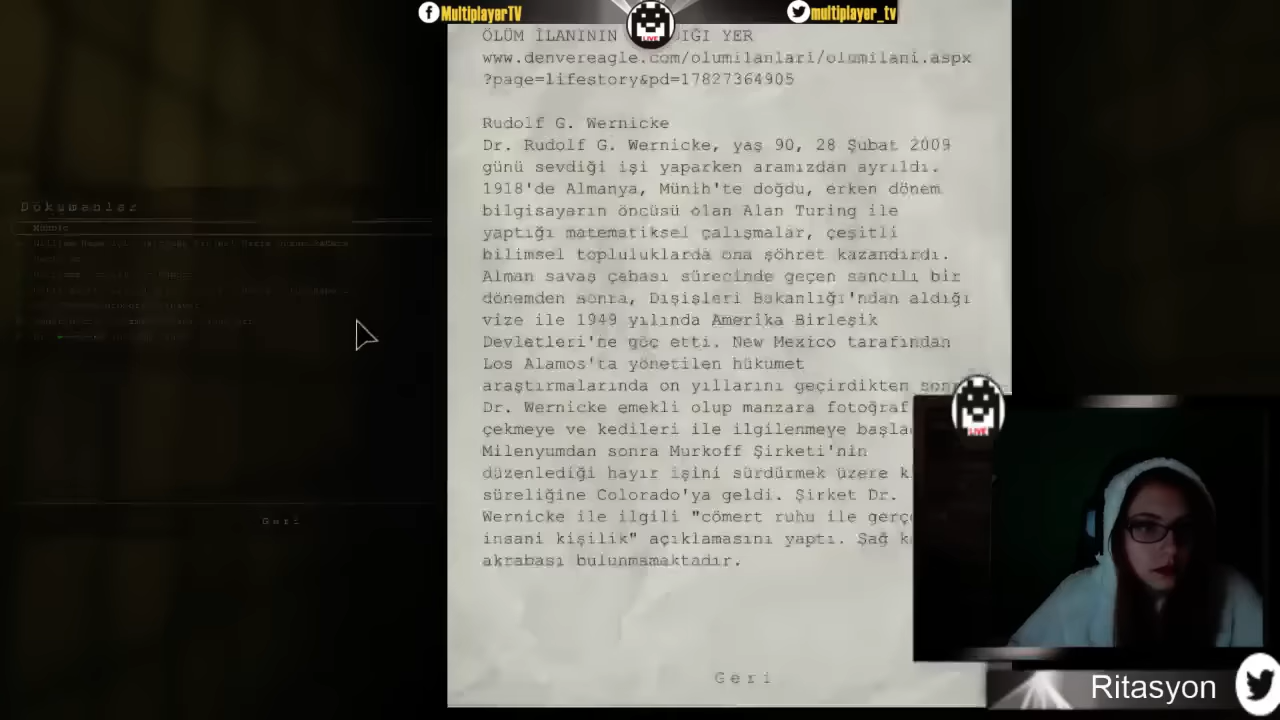 MultiplayerTV
multiplayer_tv
LIVE
ÖLÜM İLANININ
YER
www.denvereagle.com/olumilanlari/olumilani.aspx
?page=lifestory&pd=17827364905
Rudolf G. Wernicke
Dr. Rudolf G. Wernicke, yaş 90, 28 Şubat 2009
günü sevdiği işi yaparken aramızdan ayrıldı.
1918'de Almanya, Münih'te doğdu, erken dönem
bilgisayarın öncüsü olan Alan Turing ile
yaptığı matematiksel çalışmalar, çeşitli
bilimsel topluluklarda ona şöhret kazandırdı.
Alman savaş çabası sürecinde geçen sancılı bir
dönemden sonra, Dışişleri Bakanlığı'ndan aldığı
vize ile 1949 yılında Amerika Birleşik
Devletleri'ne göç etti. New Mexico tarafından
Los Alamos'ta yönetilen hükumet
araştırmalarında on yıllarını geçirdikten
Dr. Wernicke emekli olup manzara
çekmeye ve kedileri ile ilgilenmeye
Milenyumdan sonra Murkoff Şirketi'nin
düzenlediği hayır işini sürdürmek üzere
süreliğine Colorado'ya geldi. Şirket Dr.
Wernicke ile ilgili "cömert ruhu ile
insani kişilik" açıklamasını yaptı. Sağ
akrabası bulunmamaktadır.
Geri
Dökümanlar
Geri
LIVE
Ritasyon